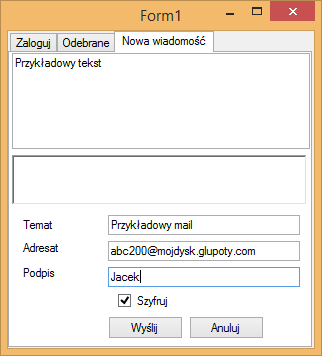 Form1
Zaloguj Odebrane Nowa wiadomość
Przykładowy tekst
Temat Przykładowy mail
Adresat abc200@mojdysk.glupoty.com
Podpis Jacek
Szyfruj
Wyślij Anuluj